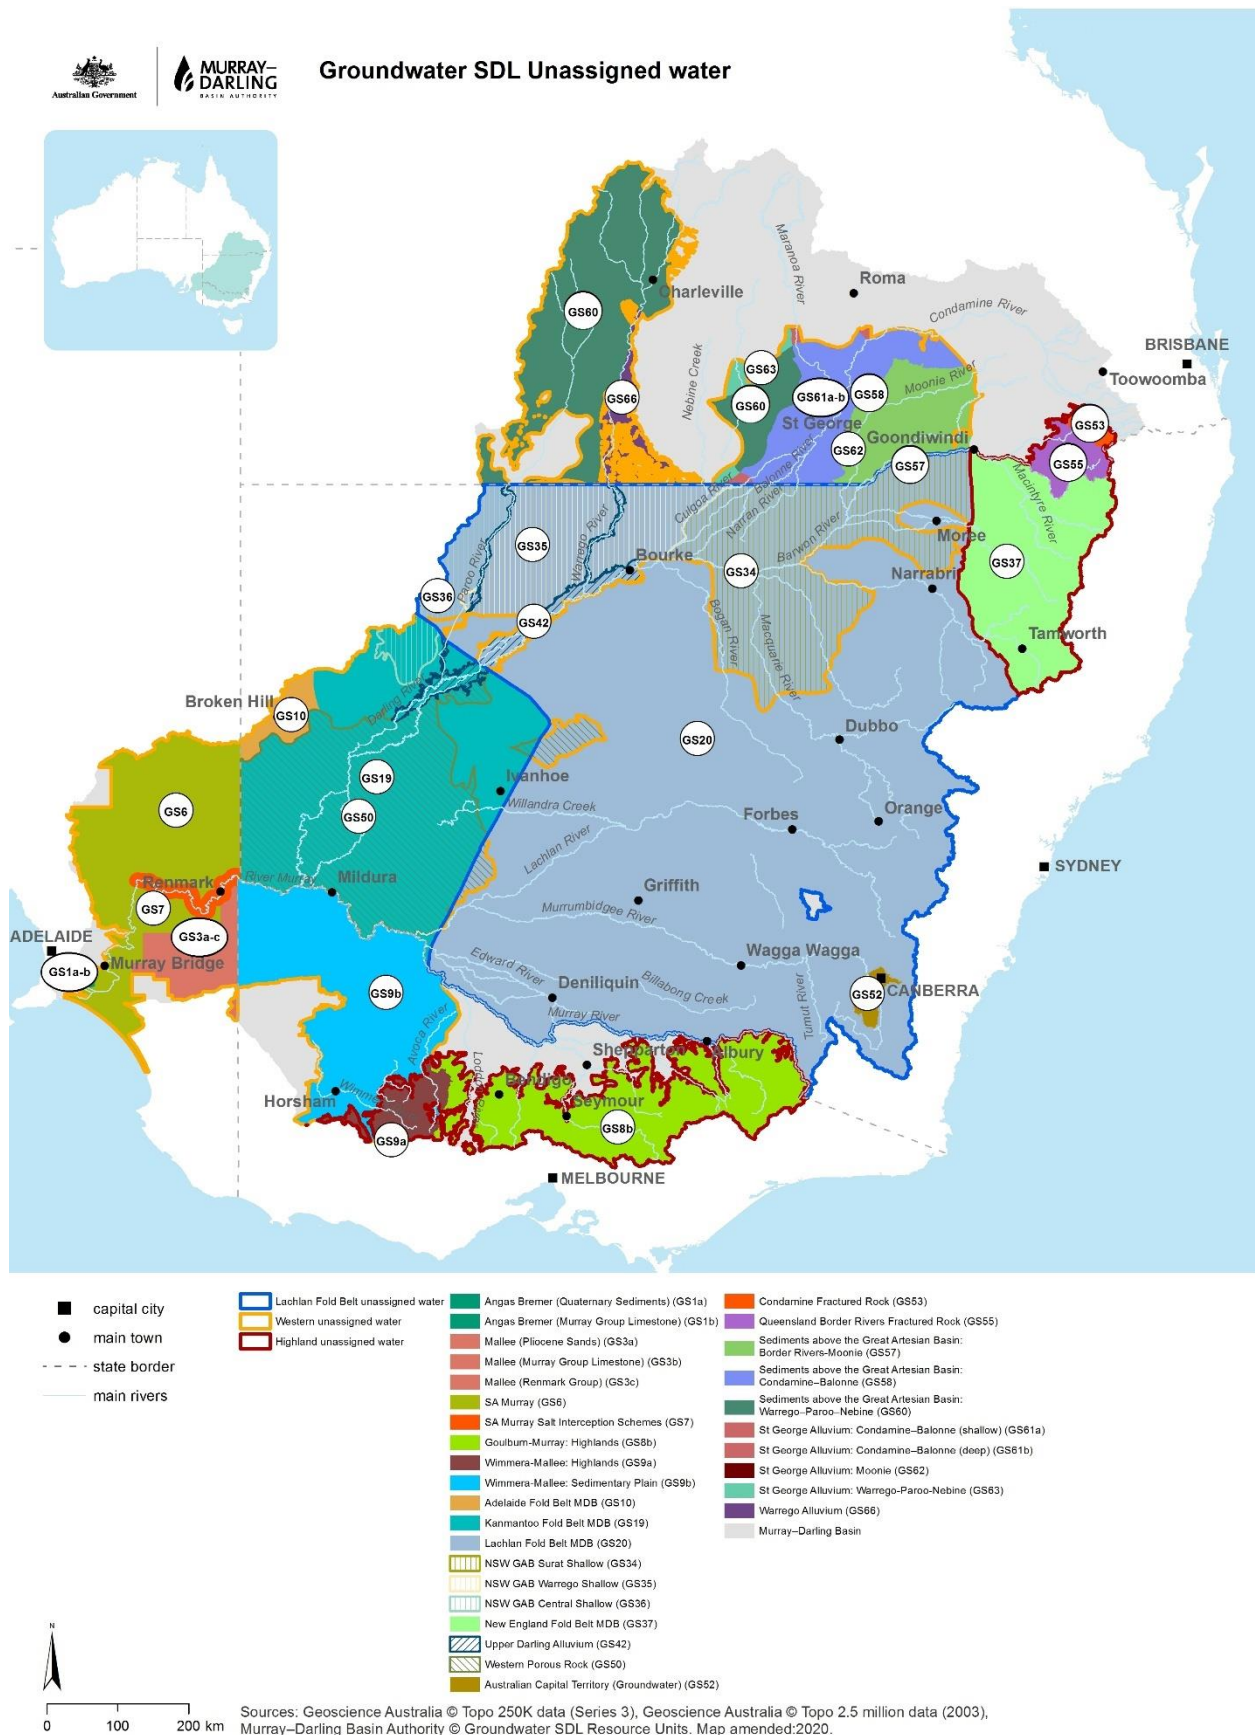 Australian Government
MURRAY–
DARLING
BASIN AUTHORITY
Groundwater SDL Unassigned water
Maranoa River
Roma
Charleville
Condamine River
GS60
BRISBANE
Nebine Creek
GS63
Toowoomba
Moonie River
GS66
GS60
GS61a-b
GS58
St George
GS53
GS62
Goondiwindi
GS57
GS55
Balonne River
Culgoa River
Narran River
Macintyre River
Paroo River
GS35
Warrego River
Bourke
Barwon River
Moree
GS34
GS37
Narrabri
GS36
GS42
Bogan River
Macquarie River
Tamworth
Darling River
Broken Hill
GS10
GS20
Dubbo
GS19
Ivanhoe
GS6
GS50
Willandra Creek
Forbes
Orange
Lachlan River
SYDNEY
Renmark
River Murray
Mildura
Griffith
GS7
Murrumbidgee River
GS3a-c
ADELAIDE
Murray Bridge
GS1a-b
Wagga Wagga
Edward River
Deniliquin
Billabong Creek
CANBERRA
GS52
GS9b
Murray River
Tumut River
Avoca River
Shepparton
Albury
Bendigo
Horsham
Seymour
GS8b
GS9a
MELBOURNE
capital city
main town
state border
main rivers
Lachlan Fold Belt unassigned water
Western unassigned water
Highland unassigned water
Angas Bremer (Quaternary Sediments) (GS1a)
Angas Bremer (Murray Group Limestone) (GS1b)
Mallee (Pliocene Sands) (GS3a)
Mallee (Murray Group Limestone) (GS3b)
Mallee (Renmark Group) (GS3c)
SA Murray (GS6)
SA Murray Salt Interception Schemes (GS7)
Goulburn-Murray: Highlands (GS8b)
Wimmera-Mallee: Highlands (GS9a)
Wimmera-Mallee: Sedimentary Plain (GS9b)
Adelaide Fold Belt MDB (GS10)
Kanmantoo Fold Belt MDB (GS19)
Lachlan Fold Belt MDB (GS20)
NSW GAB Surat Shallow (GS34)
NSW GAB Warrego Shallow (GS35)
NSW GAB Central Shallow (GS36)
New England Fold Belt MDB (GS37)
Upper Darling Alluvium (GS42)
Western Porous Rock (GS50)
Australian Capital Territory (Groundwater) (GS52)
Condamine Fractured Rock (GS53)
Queensland Border Rivers Fractured Rock (GS55)
Sediments above the Great Artesian Basin:
Border Rivers-Moonie (GS57)
Sediments above the Great Artesian Basin:
Condamine–Balonne (GS58)
Sediments above the Great Artesian Basin:
Warrego-Paroo-Nebine (GS60)
St George Alluvium: Condamine–Balonne (shallow) (GS61a)
St George Alluvium: Condamine–Balonne (deep) (GS61b)
St George Alluvium: Moonie (GS62)
St George Alluvium: Warrego-Paroo-Nebine (GS63)
Warrego Alluvium (GS66)
Murray–Darling Basin
N
0 100 200 km
Sources: Geoscience Australia © Topo 250K data (Series 3), Geoscience Australia © Topo 2.5 million data (2003),
Murray–Darling Basin Authority © Groundwater SDL Resource Units. Map amended:2020.